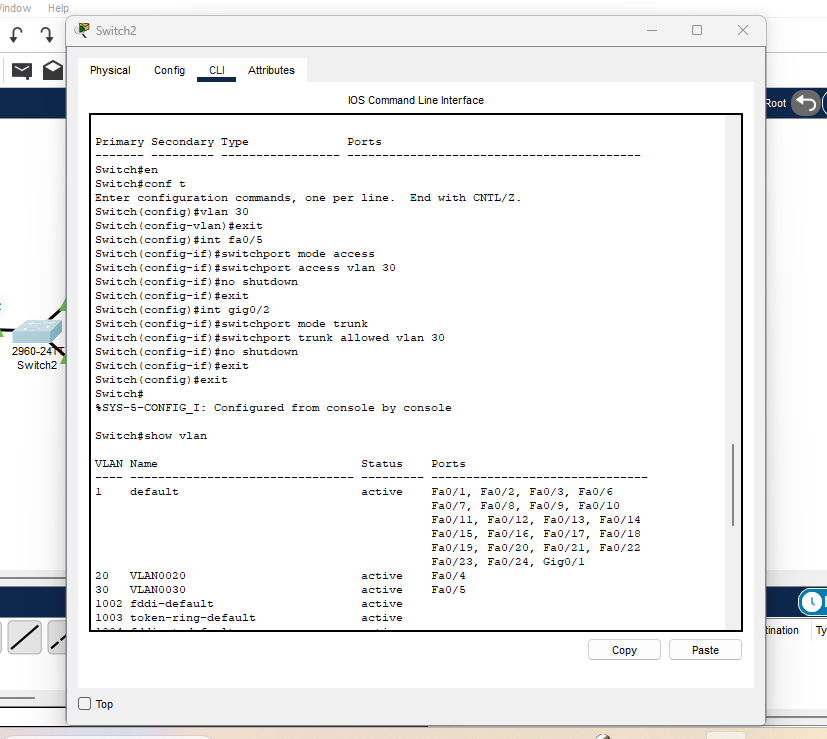 Window Help
Switch2
Physical Config CLI Attributes
IOS Command Line Interface
Root
Primary Secondary Type Ports
------- --------- ----------------- ------------------------------------------
Switch#en
Switch#conf t
Enter configuration commands, one per line. End with CNTL/Z.
Switch(config)#vlan 30
Switch(config-vlan)#exit
Switch(config)#int fa0/5
Switch(config-if)#switchport mode access
Switch(config-if)#switchport access vlan 30
Switch(config-if)#no shutdown
Switch(config-if)#exit
Switch(config)#int gig0/2
Switch(config-if)#switchport mode trunk
Switch(config-if)#switchport trunk allowed vlan 30
Switch(config-if)#no shutdown
Switch(config-if)#exit
Switch(config)#exit
Switch#
%SYS-5-CONFIG_I: Configured from console by console
Switch#show vlan
VLAN Name Status Ports
---- -------------------------------- --------- -------------------------------
1 default active Fa0/1, Fa0/2, Fa0/3, Fa0/6
Fa0/7, Fa0/8, Fa0/9, Fa0/10
Fa0/11, Fa0/12, Fa0/13, Fa0/14
Fa0/15, Fa0/16, Fa0/17, Fa0/18
Fa0/19, Fa0/20, Fa0/21, Fa0/22
Fa0/23, Fa0/24, Gig0/1
20 VLAN0020 active Fa0/4
30 VLAN0030 active Fa0/5
1002 fddi-default active
1003 token-ring-default active
2960-24TT
Switch2
Copy Paste
Top